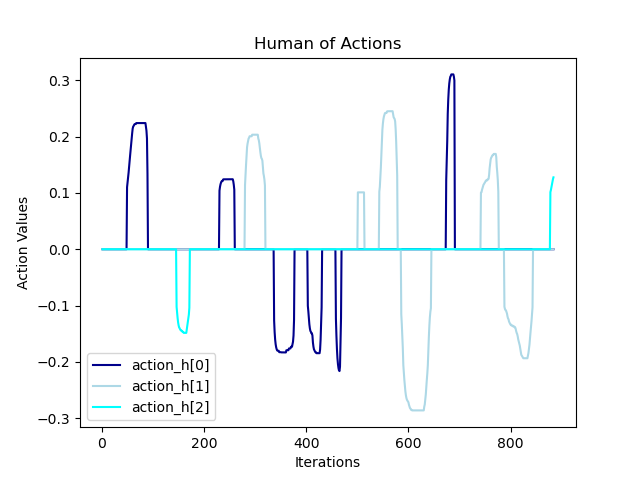 Human of Actions
Action Values
0.3
0.2
0.1
0.0
−0.1
−0.2
−0.3
action_h[0]
action_h[1]
action_h[2]
0 200 400 600 800
Iterations